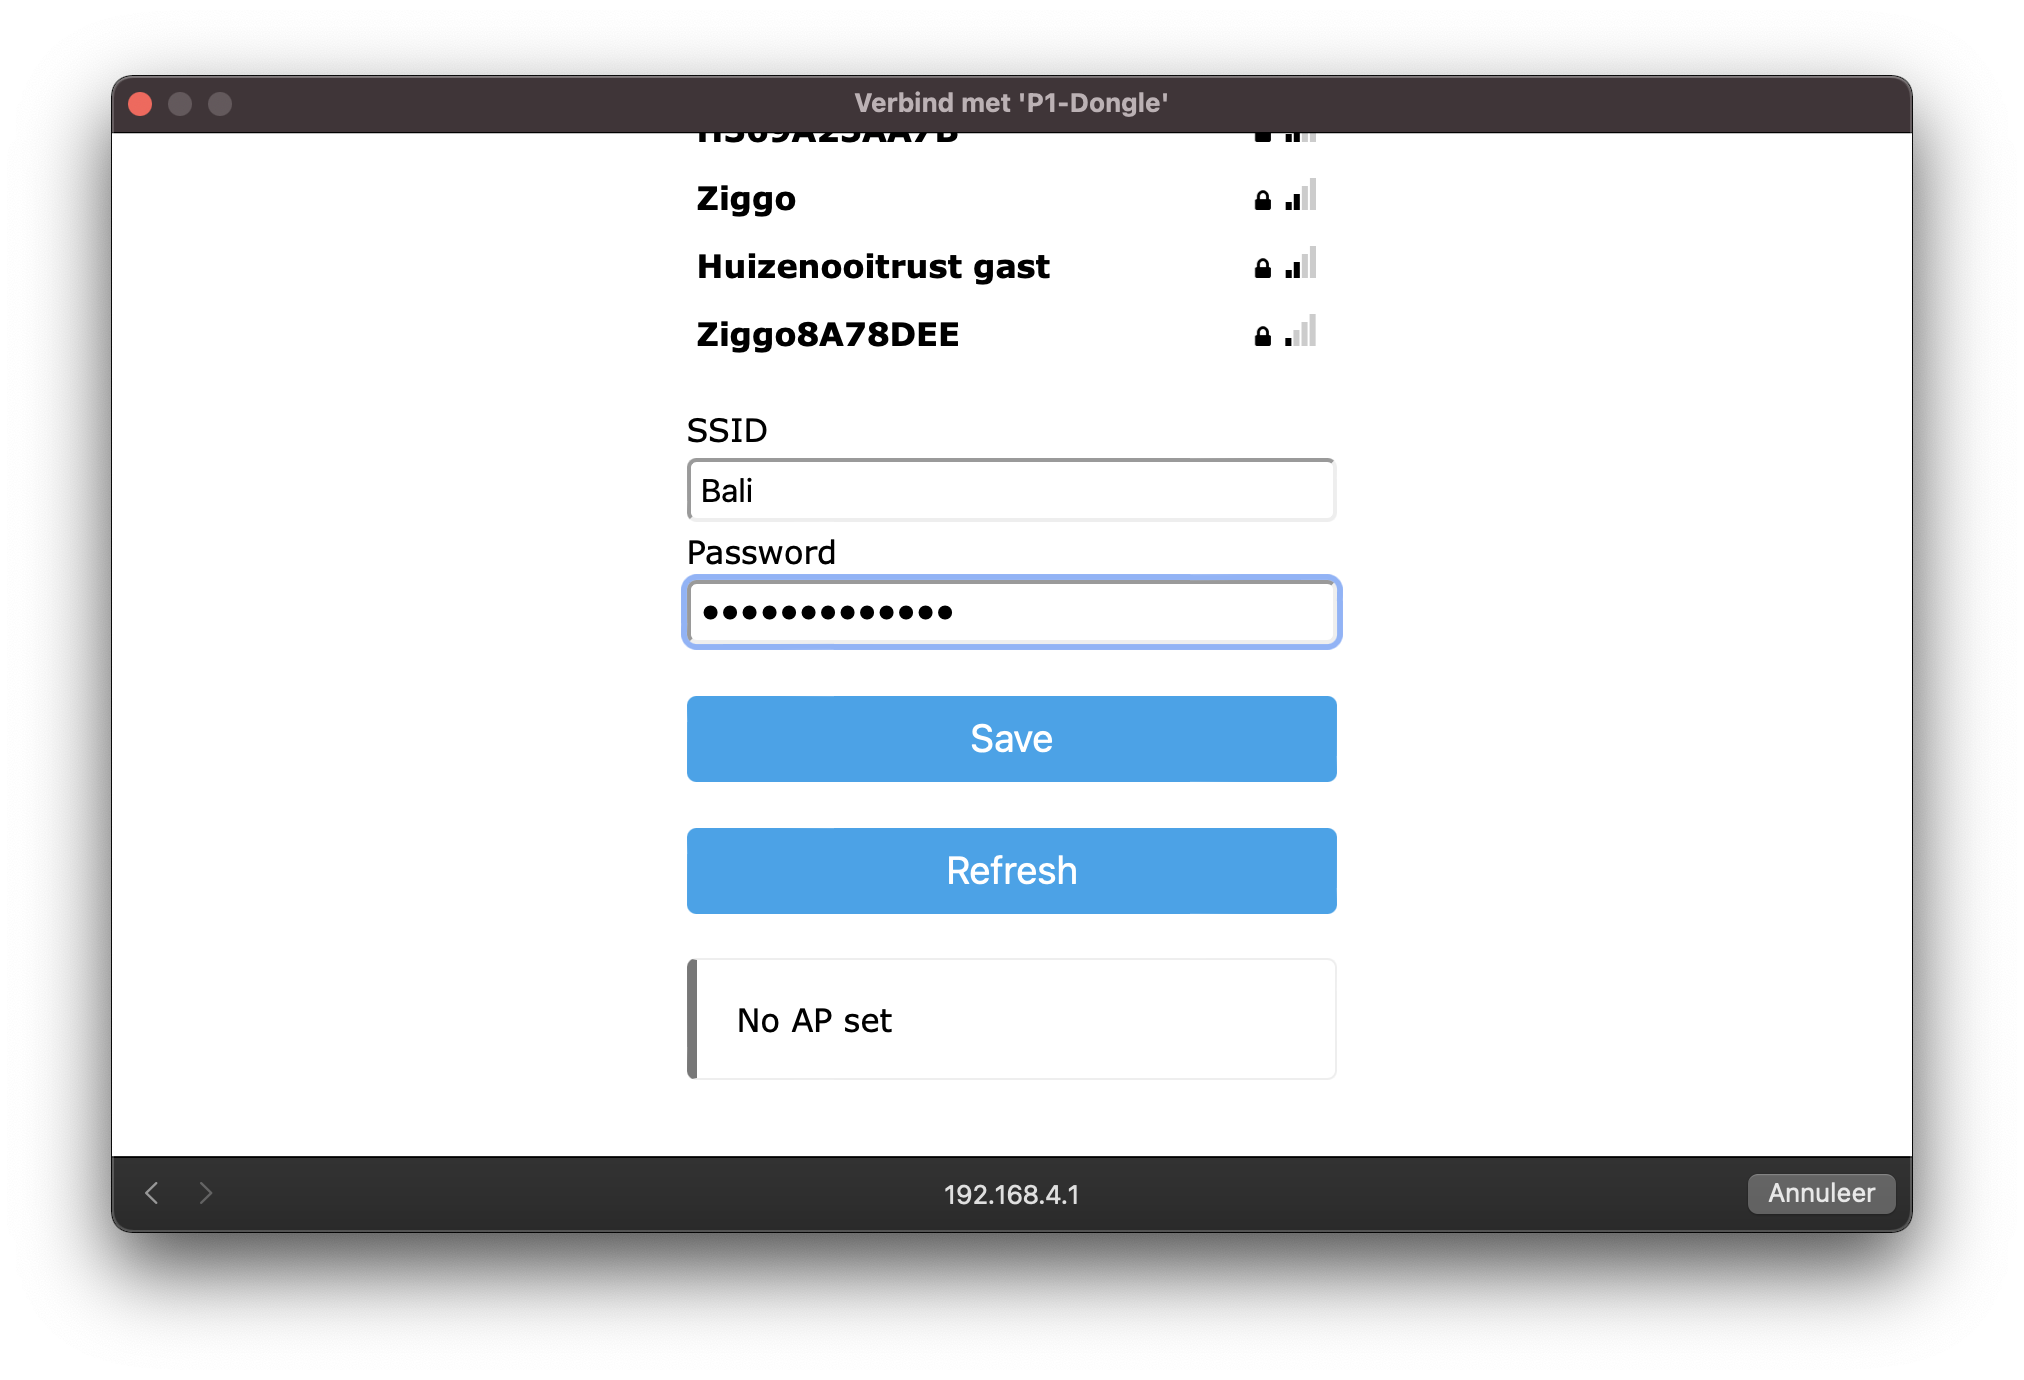 Verbind met 'P1-Dongle'
Ziggo
Huizenooitrust gast
Ziggo8A78DEE
SSID
Bali
Password
•••••••••••••
Save
Refresh
No AP set
192.168.4.1
Annuleer